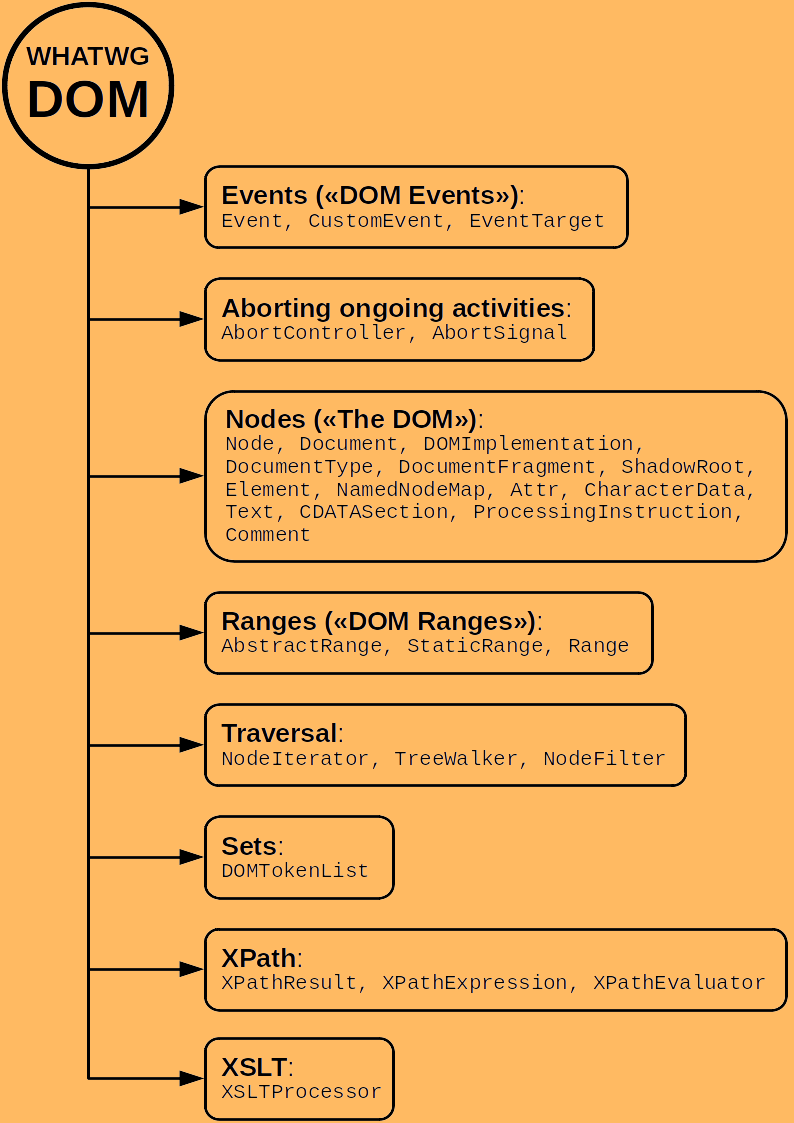 WHATWG
DOM
Events («DOM Events»):
Event, CustomEvent, EventTarget
Aborting ongoing activities:
AbortController, AbortSignal
Nodes («The DOM»):
Node, Document, DOMImplementation,
DocumentType, DocumentFragment, ShadowRoot,
Element, NamedNodeMap, Attr, CharacterData,
Text, CDATASection, ProcessingInstruction,
Comment
Ranges («DOM Ranges»):
AbstractRange, StaticRange, Range
Traversal:
NodeIterator, TreeWalker, NodeFilter
Sets:
DOMTokenList
XPath:
XPathResult, XPathExpression, XPathEvaluator
XSLT:
XSLTProcessor